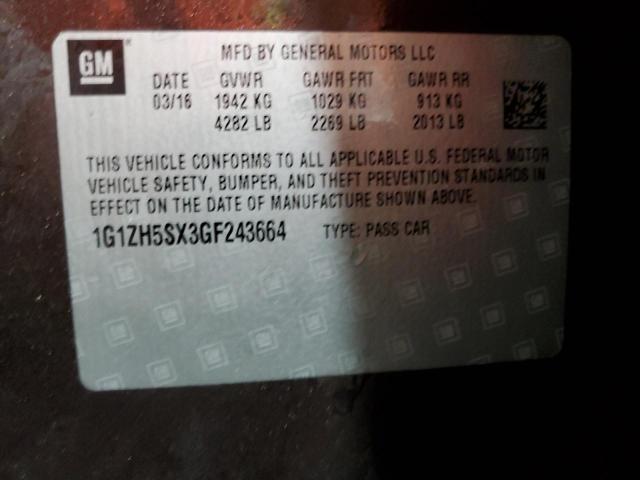 GM
MFD BY GENERAL MOTORS LLC
DATE GVWR GAWR FRT GAWR RR
03/16 1942 KG 1029 KG 913 KG
4282 LB 2269 LB 2013 LB
THIS VEHICLE CONFORMS TO ALL APPLICABLE U.S. FEDERAL MOTOR
VEHICLE SAFETY, BUMPER, AND THEFT PREVENTION STANDARDS IN
EFFECT ON THE DATE OF MANUFACTURE SHOWN ABOVE.
1G1ZH5SX3GF243664 TYPE: PASS CAR